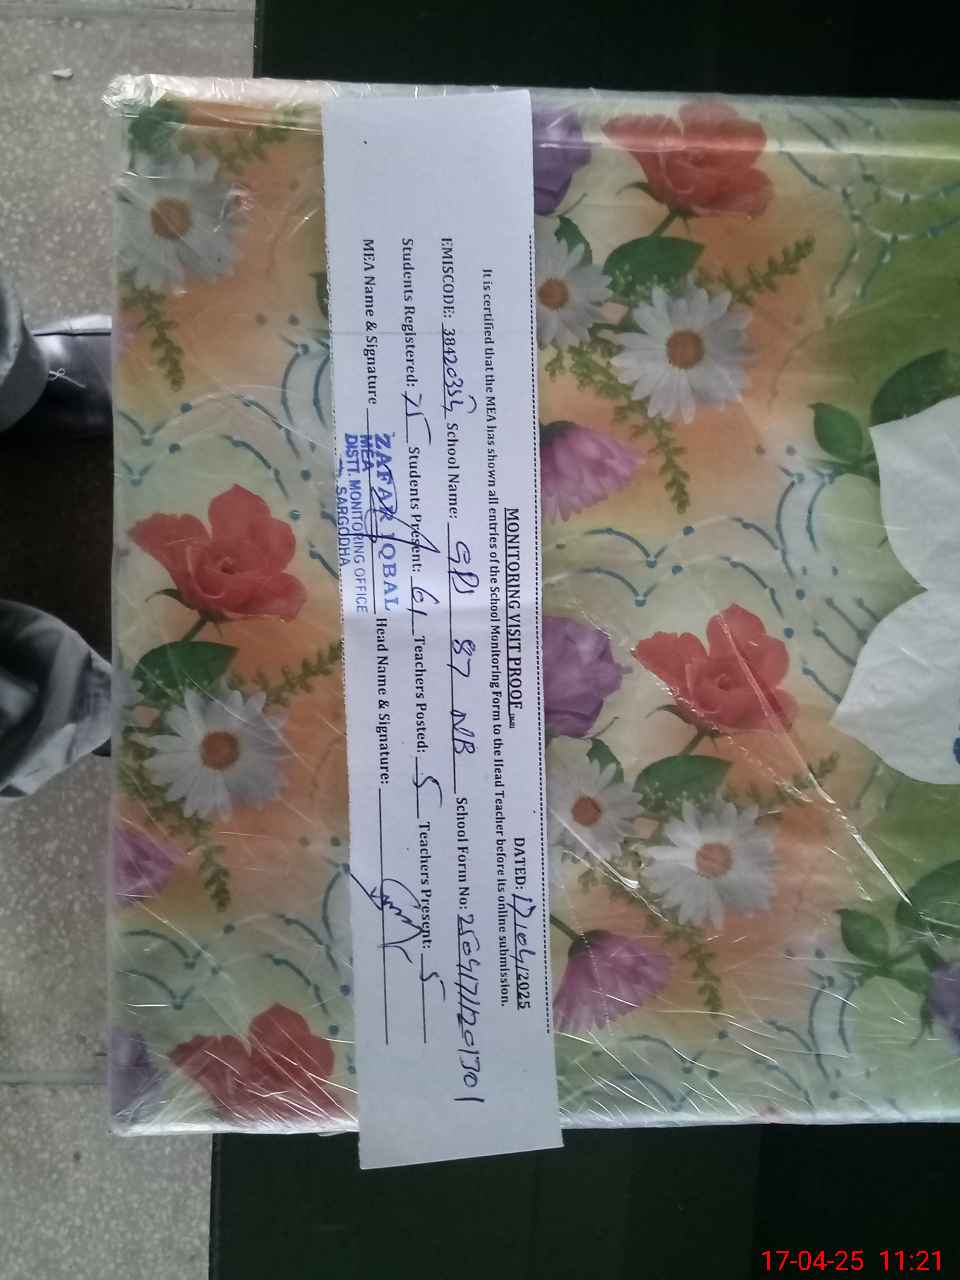 MONITORING VISIT PROOF DATED: 17/04/2025
It is certified that the MEA has shown all entries of the School Monitoring Form to the Head Teacher before its online submission.
EMISCODE: 38420354 School Name: GPS 87 NB School Form No:
Students Registered: 75 Students Present: 61 Teachers Posted: 5 Teachers Present: 5
MEA Name & Signature Head Name & Signature:
ZAFAR IQBAL
MEA
DISTT. MONITORING OFFICE
SARGODHA
17-04-25 11:21